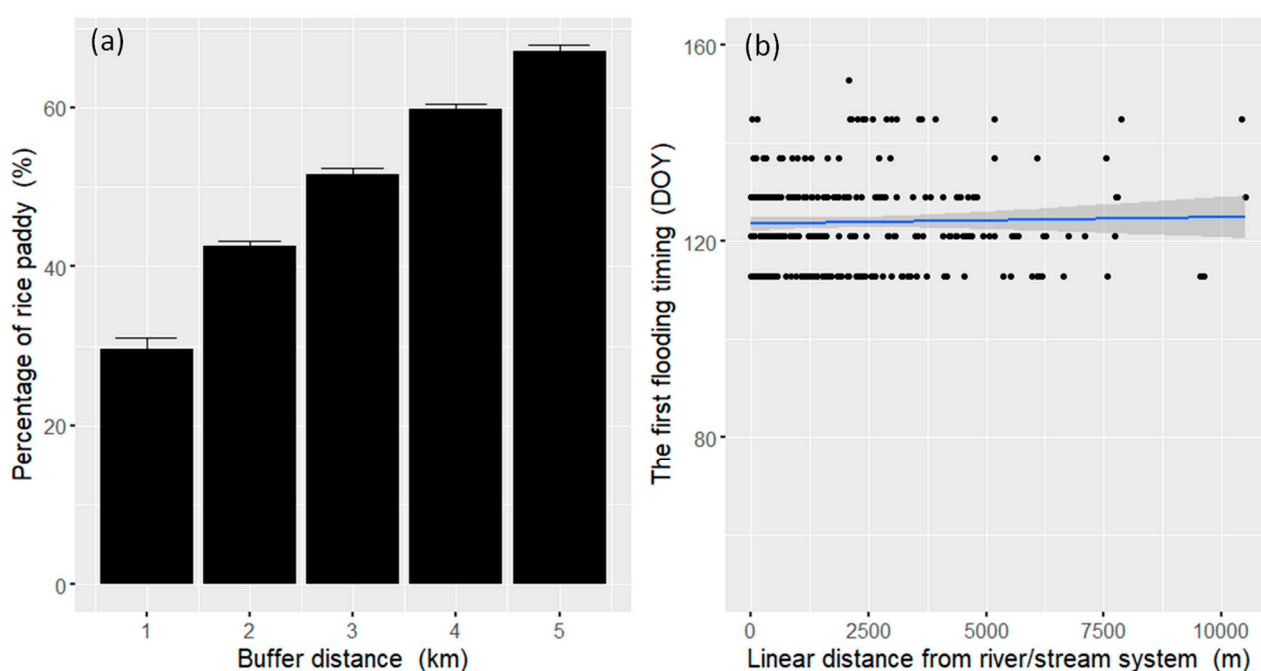 (a)
Percentage of rice paddy (%)
60
40
20
0
1 2 3 4 5
Buffer distance (km)
(b)
The first flooding timing (DOY)
160
120
80
0 2500 5000 7500 10000
Linear distance from river/stream system (m)